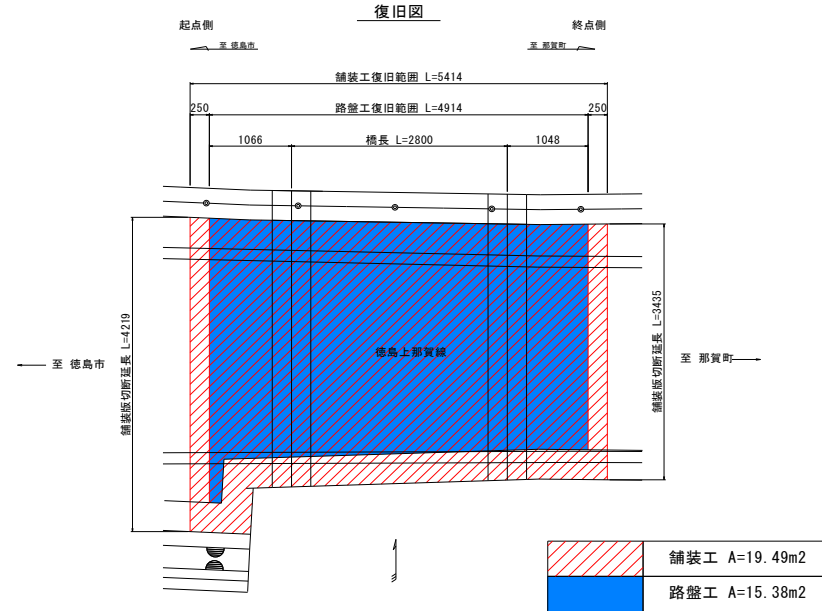 復旧図
起点側
終点側
至 徳島市
至 那賀町
舗装工復旧範囲 L=5414
250
路盤工復旧範囲 L=4914
250
1066
橋長 L=2800
1048
舗装版切断延長 L=4219
舗装版切断延長 L=3435
徳島上那賀線
至 徳島市
至 那賀町
舗装工 A=19.49m2
路盤工 A=15.38m2